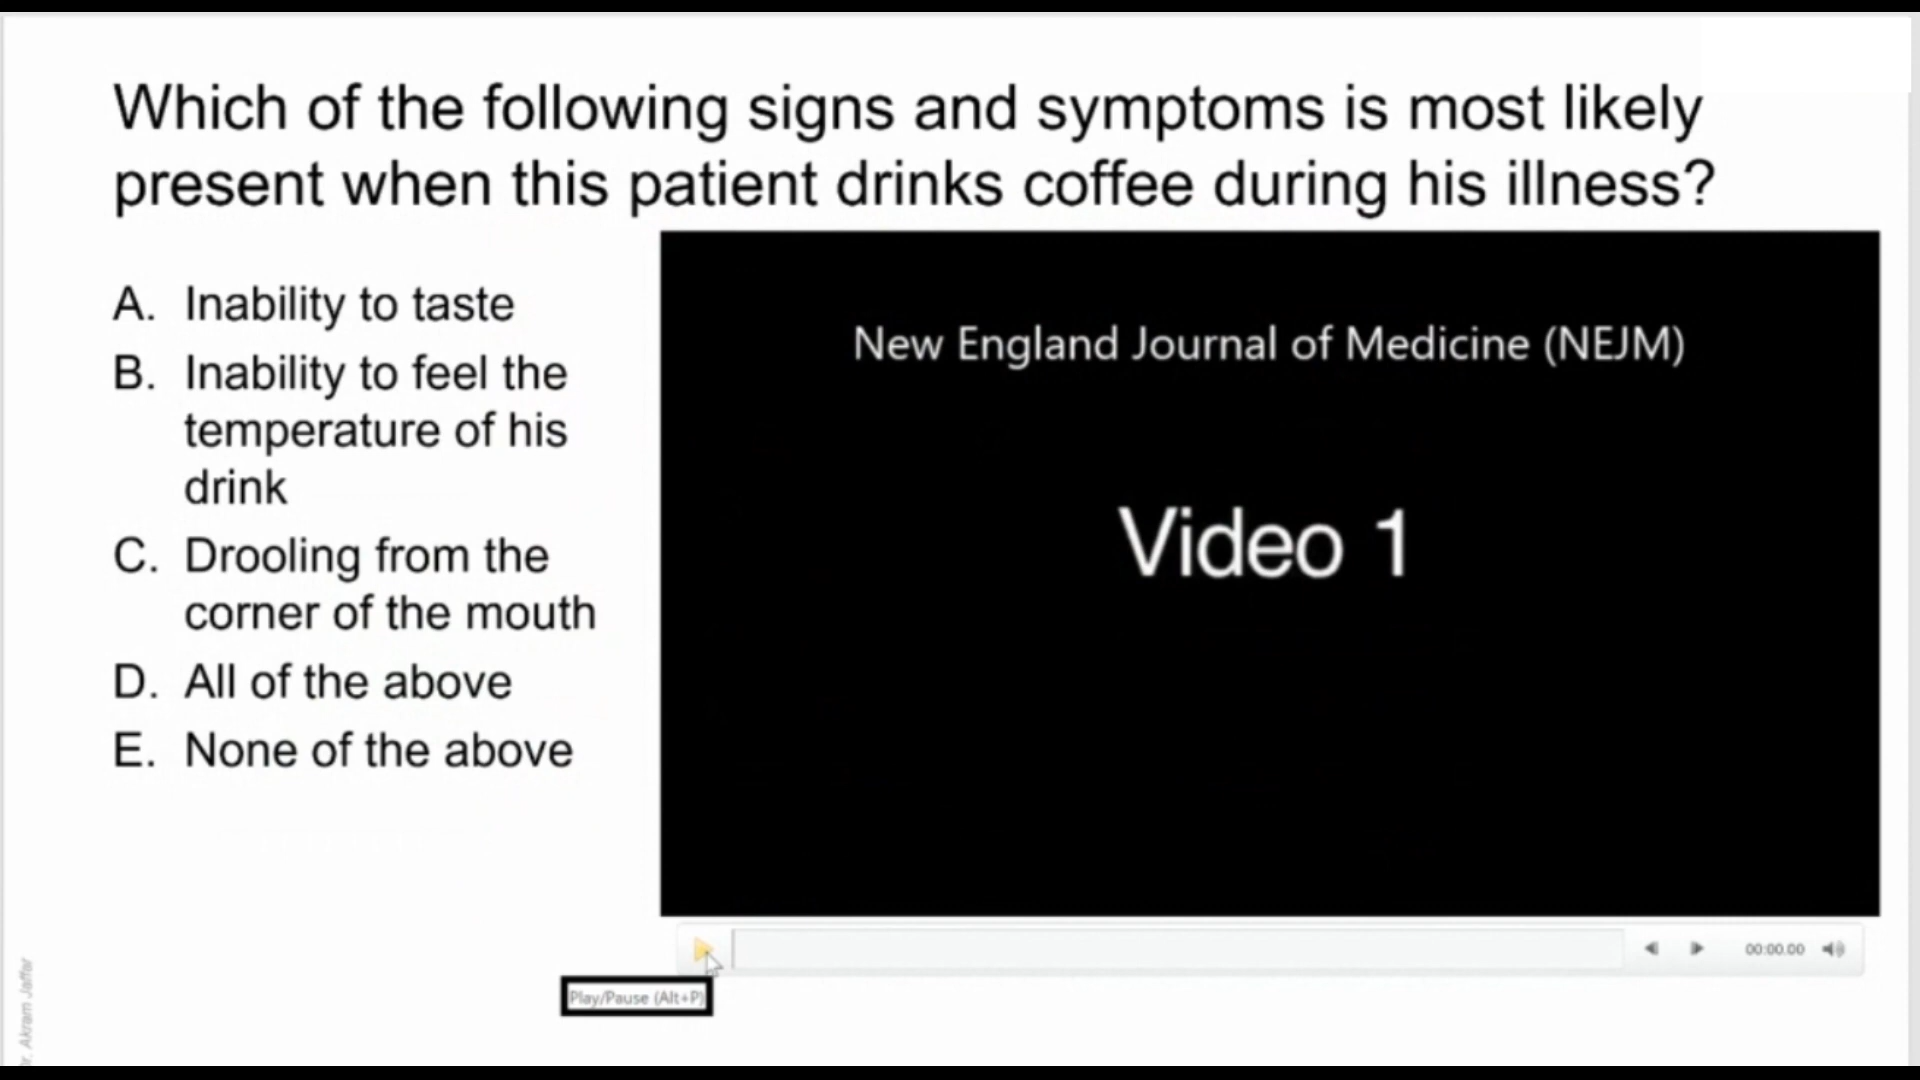 Which of the following signs and symptoms is most likely
present when this patient drinks coffee during his illness?
A. Inability to taste
B. Inability to feel the
temperature of his
drink
C. Drooling from the
corner of the mouth
D. All of the above
E. None of the above
New England Journal of Medicine (NEJM)
Video 1
00:00.00
Play/Pause (Alt+P)
Dr. Akram Jaffar